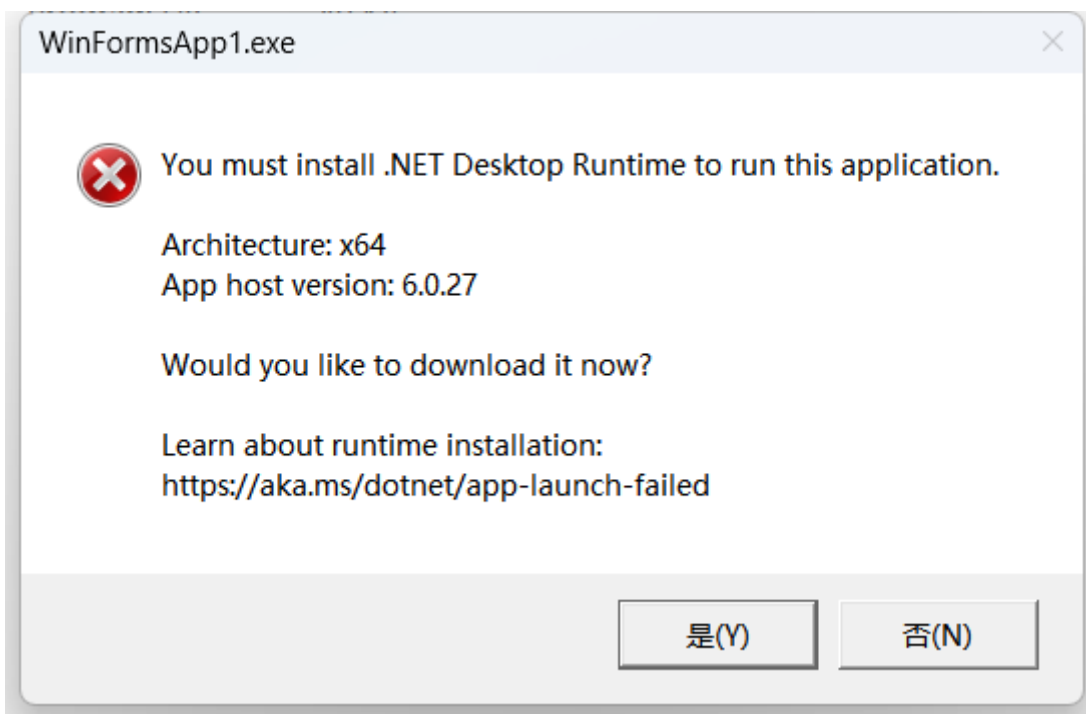 WinFormsApp1.exe
You must install .NET Desktop Runtime to run this application.
Architecture: x64
App host version: 6.0.27
Would you like to download it now?
Learn about runtime installation:
https://aka.ms/dotnet/app-launch-failed
是(Y)
否(N)